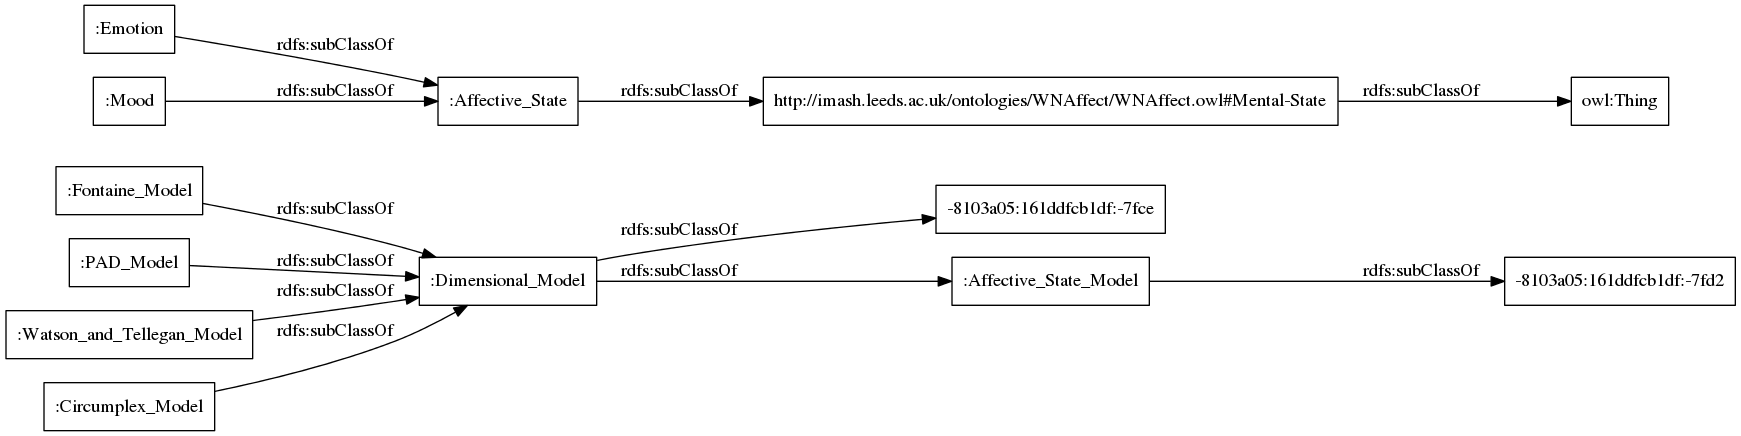 :Emotion
rdfs:subClassOf
:Mood
rdfs:subClassOf
:Affective_State
rdfs:subClassOf
http://imash.leeds.ac.uk/ontologies/WNAffect/WNAffect.owl#Mental-State
rdfs:subClassOf
owl:Thing
:Fontaine_Model
rdfs:subClassOf
:PAD_Model
rdfs:subClassOf
:Watson_and_Tellegan_Model
rdfs:subClassOf
:Circumplex_Model
rdfs:subClassOf
:Dimensional_Model
rdfs:subClassOf
-8103a05:161ddfcb1df:-7fce
rdfs:subClassOf
:Affective_State_Model
rdfs:subClassOf
-8103a05:161ddfcb1df:-7fd2